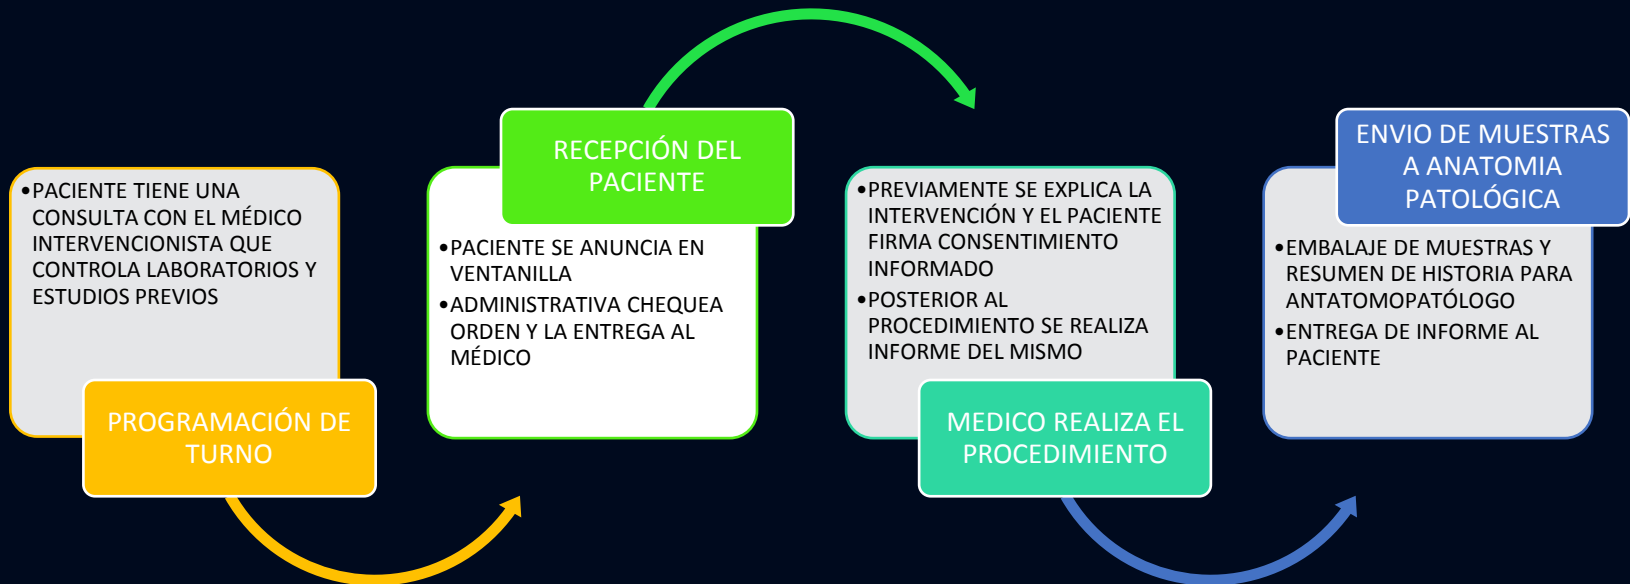 •PACIENTE TIENE UNA
CONSULTA CON EL MÉDICO
INTERVENCIONISTA QUE
CONTROLA LABORATORIOS Y
ESTUDIOS PREVIOS
PROGRAMACIÓN DE
TURNO
RECEPCIÓN DEL
PACIENTE
•PACIENTE SE ANUNCIA EN
VENTANILLA
•ADMINISTRATIVA CHEQUEA
ORDEN Y LA ENTREGA AL
MÉDICO
•PREVIAMENTE SE EXPLICA LA
INTERVENCIÓN Y EL PACIENTE
FIRMA CONSENTIMIENTO
INFORMADO
•POSTERIOR AL
PROCEDIMIENTO SE REALIZA
INFORME DEL MISMO
MEDICO REALIZA EL
PROCEDIMIENTO
ENVIO DE MUESTRAS
A ANATOMIA
PATOLÓGICA
•EMBALAJE DE MUESTRAS Y
RESUMEN DE HISTORIA PARA
ANTATOMOPATÓLOGO
•ENTREGA DE INFORME AL
PACIENTE